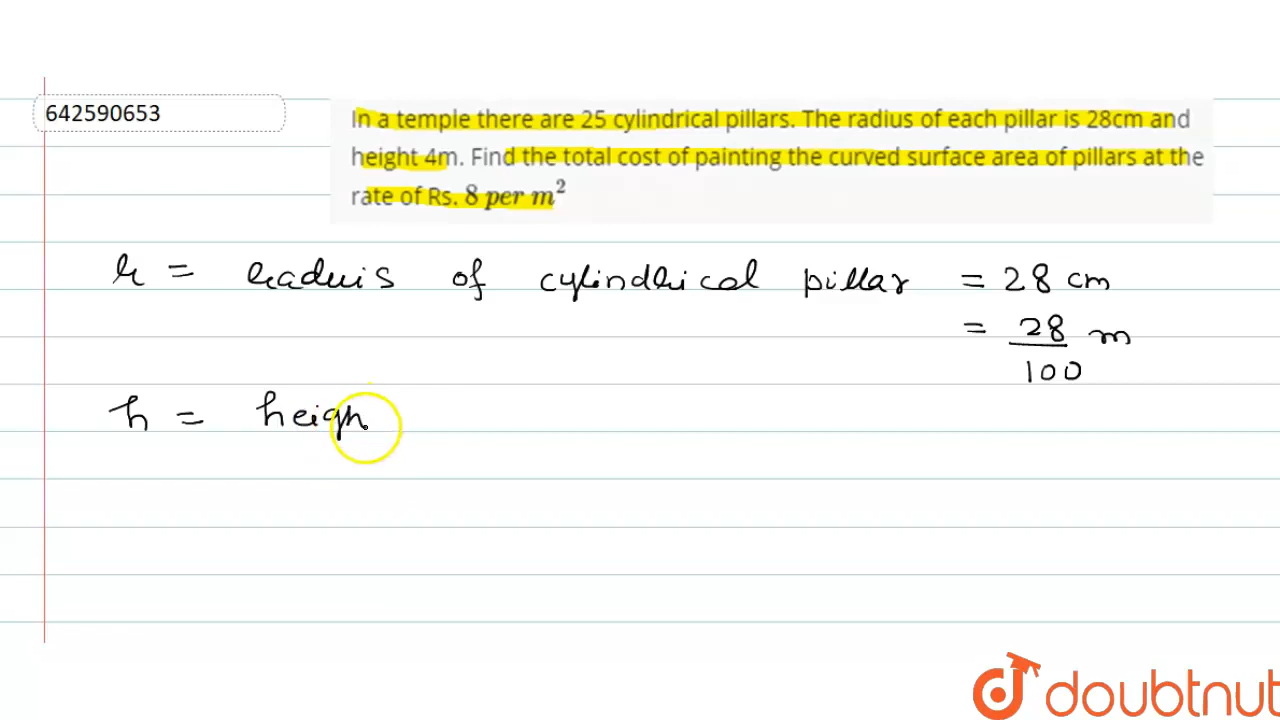 642590653
In a temple there are 25 cylindrical pillars. The radius of each pillar is 28cm and
height 4m. Find the total cost of painting the curved surface area of pillars at the
rate of Rs. 8 per m²
r = raduis of cylindrical pillar = 28 cm
= 28/100 m
h = heigh
doubtnut